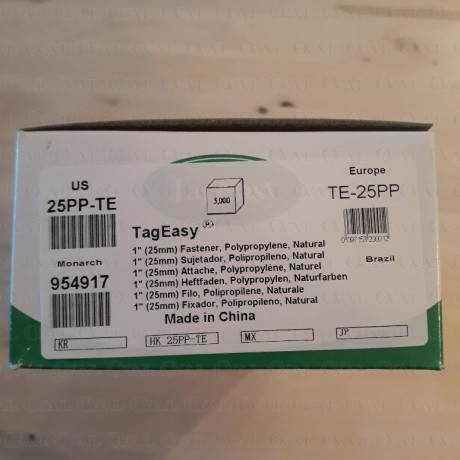 US
25PP-TE
Monarch
954917
5,000
TagEasy ®
Europe
TE-25PP
Brazil
1" (25mm) Fastener, Polypropylene, Natural
1" (25mm) Sujetador, Polipropileno, Natural
1" (25mm) Attache, Polypropylène, Naturel
1" (25mm) Heftfaden, Polypropylen, Naturfarben
1" (25mm) Filo, Polipropilene, Naturale
1" (25mm) Fixador, Polipropileno, Natural
Made in China
KR
HK 25PP-TE
MX
JP